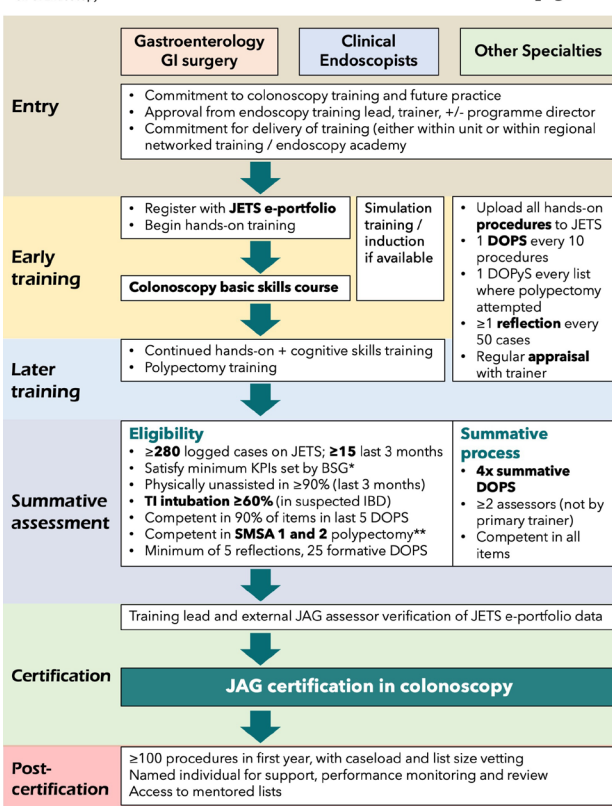 Gastroenterology
GI surgery
Clinical
Endoscopists
Other Specialties
Entry
• Commitment to colonoscopy training and future practice
• Approval from endoscopy training lead, trainer, +/- programme director
• Commitment for delivery of training (either within unit or within regional
networked training / endoscopy academy
Early
training
• Register with JETS e-portfolio
• Begin hands-on training
Simulation
training /
induction
if available
Colonoscopy basic skills course
• Upload all hands-on
procedures to JETS
• 1 DOPS every 10
procedures
• 1 DOPyS every list
where polypectomy
attempted
• ≥1 reflection every
50 cases
• Regular appraisal
with trainer
Later
training
• Continued hands-on + cognitive skills training
• Polypectomy training
Summative
assessment
Eligibility
• ≥280 logged cases on JETS; ≥15 last 3 months
• Satisfy minimum KPIs set by BSG*
• Physically unassisted in ≥90% (last 3 months)
• TI intubation ≥60% (in suspected IBD)
• Competent in 90% of items in last 5 DOPS
• Competent in SMSA 1 and 2 polypectomy**
• Minimum of 5 reflections, 25 formative DOPS
Summative
process
• 4x summative
DOPS
• ≥2 assessors (not by
primary trainer)
• Competent in all
items
Certification
Training lead and external JAG assessor verification of JETS e-portfolio data
JAG certification in colonoscopy
Post-
certification
≥100 procedures in first year, with caseload and list size vetting
Named individual for support, performance monitoring and review
Access to mentored lists